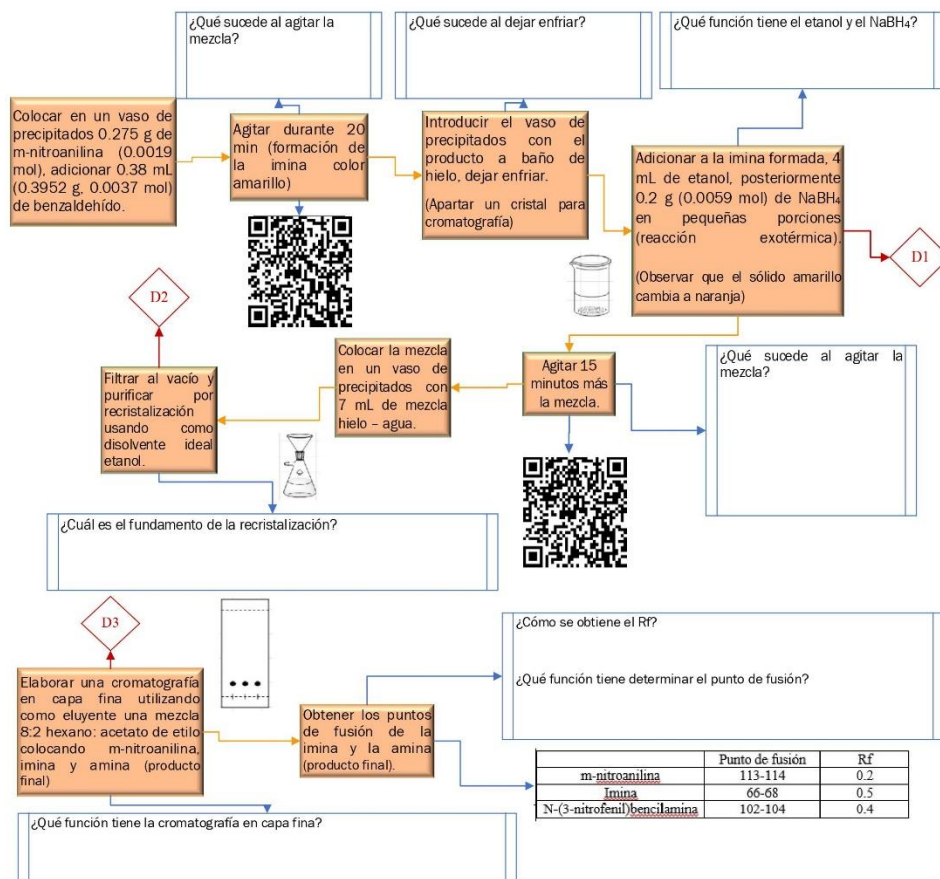 ¿Qué sucede al agitar la
mezcla?
¿Qué sucede al dejar enfriar?
¿Qué función tiene el etanol y el NaBH₄?
Colocar en un vaso de
precipitados 0.275 g de
m-nitroanilina (0.0019
mol), adicionar 0.38 mL
(0.3952 g, 0.0037 mol)
de benzaldehído.
Agitar durante 20
min (formación de
la imina color
amarillo)
Introducir el vaso de
precipitados con el
producto a baño de
hielo, dejar enfriar.
(Apartar un cristal para
cromatografía)
Adicionar a la imina formada, 4
mL de etanol, posteriormente
0.2 g (0.0059 mol) de NaBH₄
en pequeñas porciones
(reacción exotérmica).
(Observar que el sólido amarillo
cambia a naranja)
D1
D2
Filtrar al vacío y
purificar por
recristalización
usando como
disolvente ideal
etanol.
Colocar la mezcla
en un vaso de
precipitados con
7 mL de mezcla
hielo – agua.
Agitar 15
minutos más
la mezcla.
¿Qué sucede al agitar la
mezcla?
¿Cuál es el fundamento de la recristalización?
D3
Elaborar una cromatografía
en capa fina utilizando
como eluyente una mezcla
8:2 hexano: acetato de etilo
colocando m-nitroanilina,
imina y amina (producto
final)
Obtener los puntos
de fusión de la
imina y la amina
(producto final).
¿Cómo se obtiene el Rf?
¿Qué función tiene determinar el punto de fusión?
Punto de fusión Rf
m-nitroanilina 113-114 0.2
Imina 66-68 0.5
N-(3-nitrofenil)bencilamina 102-104 0.4
¿Qué función tiene la cromatografía en capa fina?